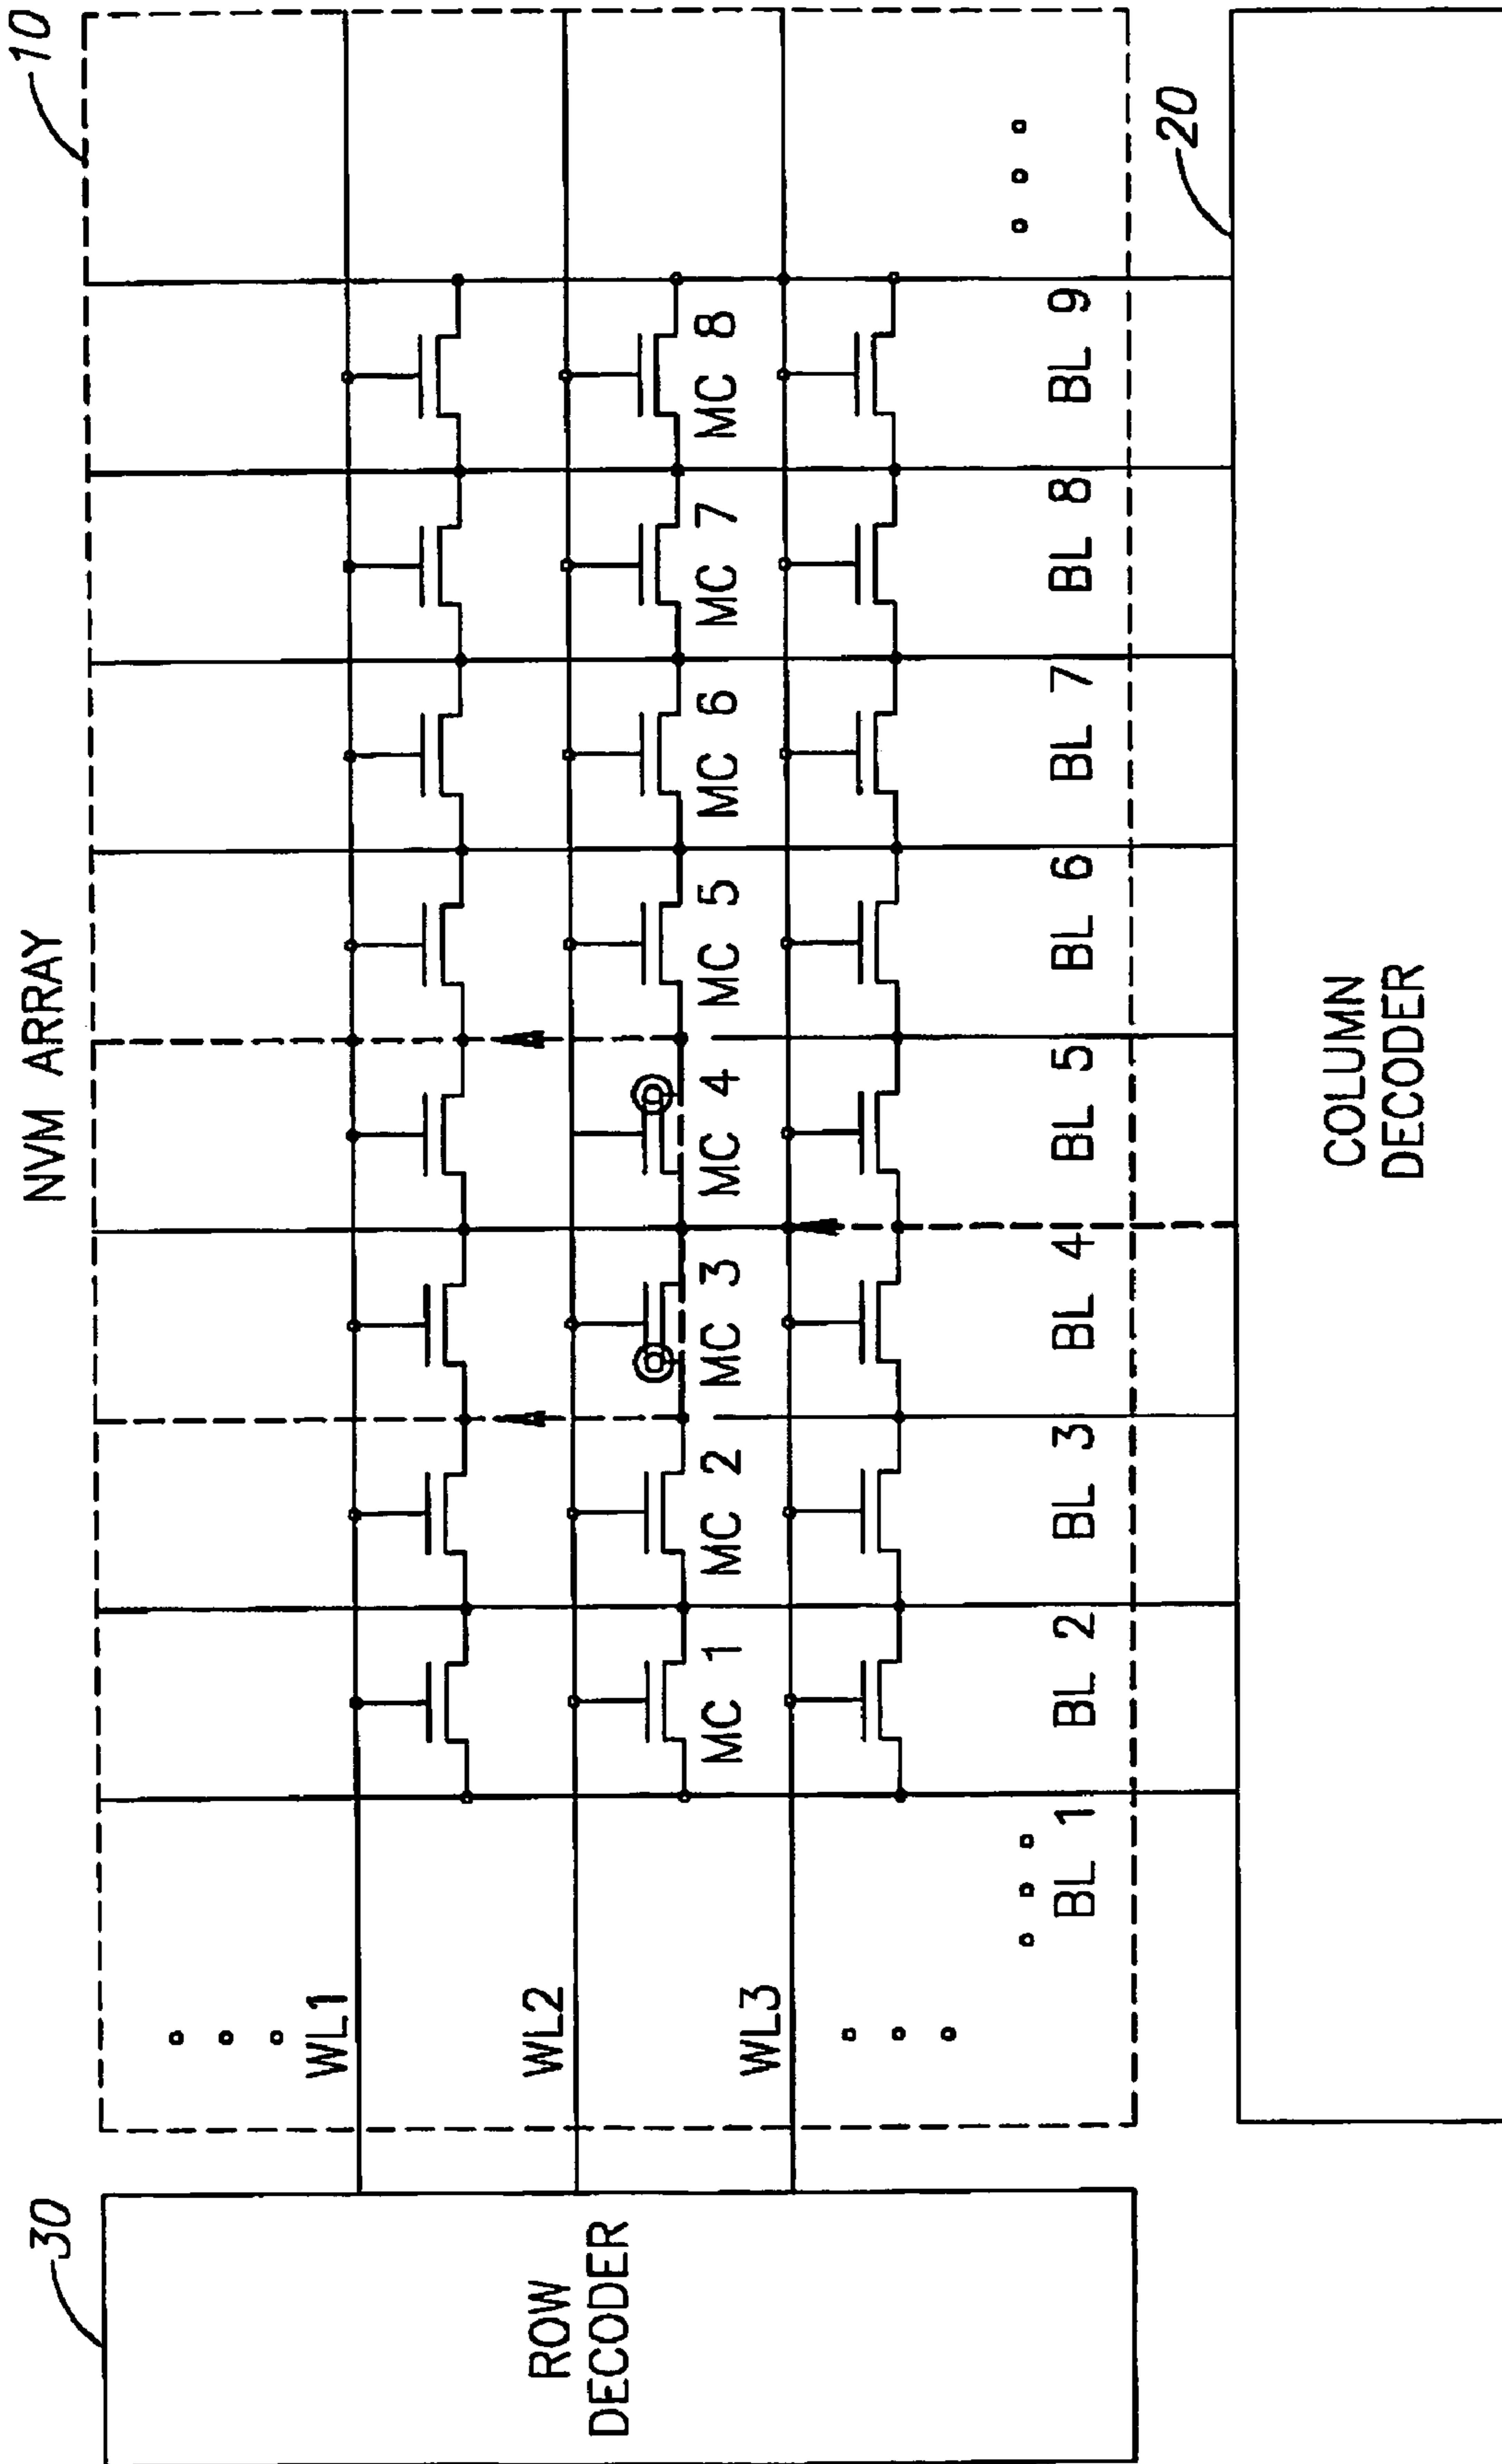 NVM ARRAY
10
30
ROW
DECODER
WL1
WL2
MC 1 MC 2 MC 3 MC 4 MC 5 MC 6 MC 7 MC 8
WL3
BL 1 BL 2 BL 3 BL 4 BL 5 BL 6 BL 7 BL 8 BL 9
20
COLUMN
DECODER